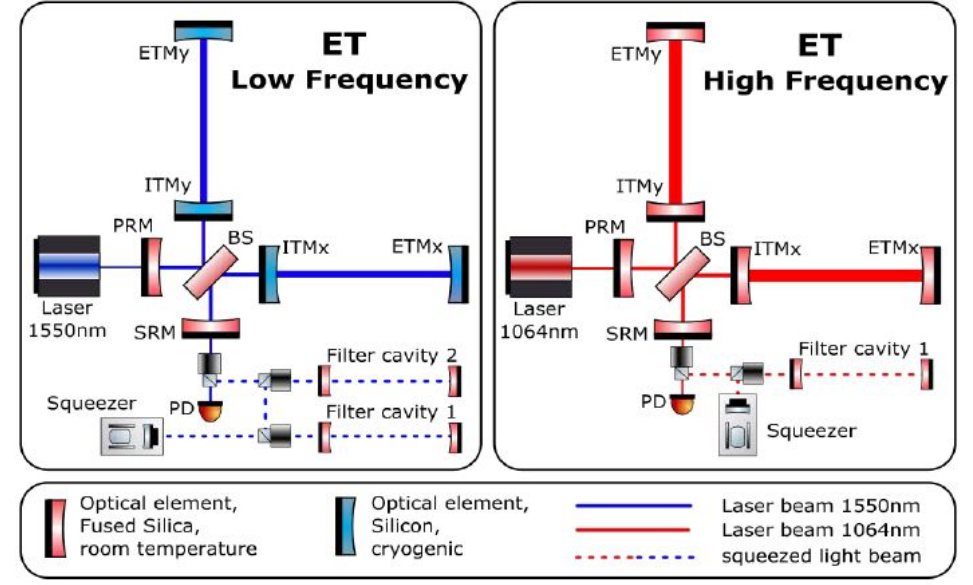 ET
Low Frequency
ETMy
ITMy
PRM
BS
ITMx
ETMx
Laser
1550nm
SRM
Filter cavity 2
Squeezer
PD
Filter cavity 1
ET
High Frequency
ETMy
ITMy
PRM
BS
ITMx
ETMx
Laser
1064nm
SRM
Filter cavity 1
PD
Squeezer
Optical element,
Fused Silica,
room temperature
Optical element,
Silicon,
cryogenic
Laser beam 1550nm
Laser beam 1064nm
squeezed light beam